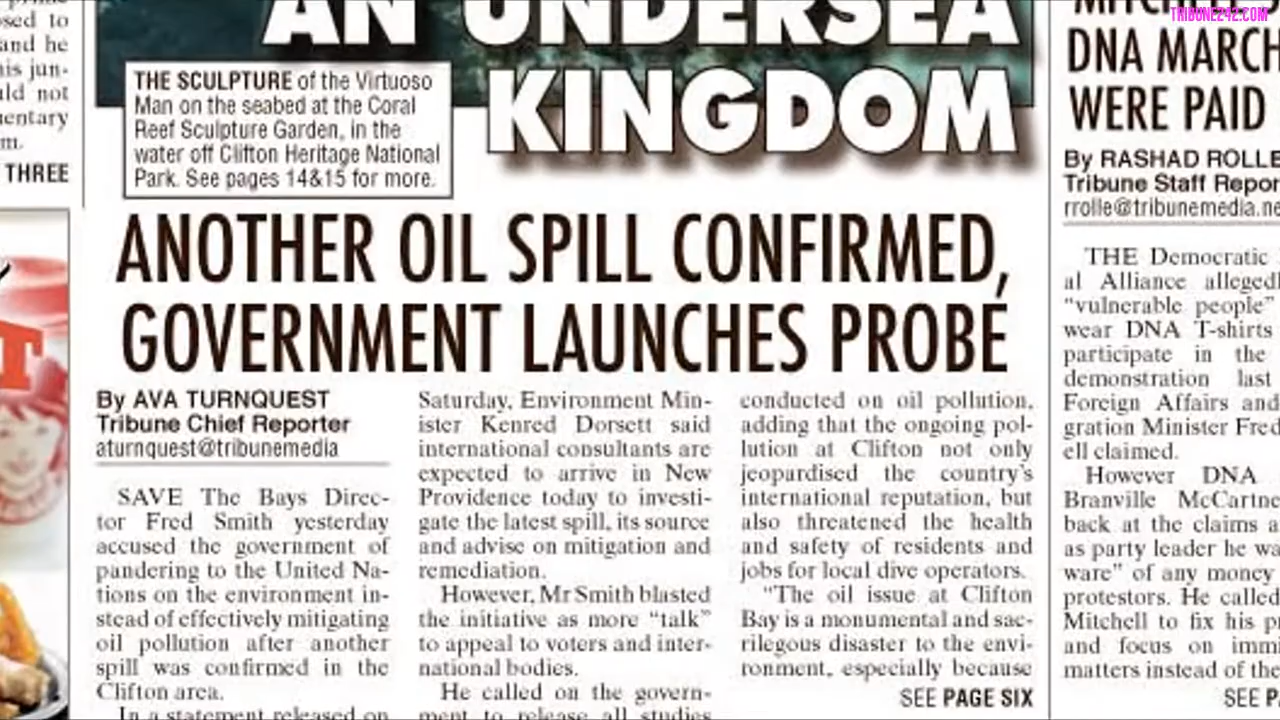 TRIBUNE242.COM
sed to
and he
his jun-
uld not
mentary
m.
THREE
T
AN UNDERSEA
KINGDOM
THE SCULPTURE of the Virtuoso
Man on the seabed at the Coral
Reef Sculpture Garden, in the
water off Clifton Heritage National
Park. See pages 14&15 for more.
ANOTHER OIL SPILL CONFIRMED,
GOVERNMENT LAUNCHES PROBE
By AVA TURNQUEST
Tribune Chief Reporter
aturnquest@tribunemedia
SAVE The Bays Direc-
tor Fred Smith yesterday
accused the government of
pandering to the United Na-
tions on the environment in-
stead of effectively mitigating
oil pollution after another
spill was confirmed in the
Clifton area.
In a statement released on
Saturday, Environment Min-
ister Kenred Dorsett said
international consultants are
expected to arrive in New
Providence today to investi-
gate the latest spill, its source
and advise on mitigation and
remediation.
However, Mr Smith blasted
the initiative as more “talk”
to appeal to voters and inter-
national bodies.
He called on the govern-
ment to release all studies
conducted on oil pollution,
adding that the ongoing pol-
lution at Clifton not only
jeopardised the country's
international reputation, but
also threatened the health
and safety of residents and
jobs for local dive operators.
“The oil issue at Clifton
Bay is a monumental and sac-
rilegous disaster to the envi-
ronment, especially because
SEE PAGE SIX
DNA MARCH
WERE PAID
By RASHAD ROLLE
Tribune Staff Repor
rrolle@tribunemedia.ne
THE Democratic
al Alliance allegedl
“vulnerable people”
wear DNA T-shirts
participate in the
demonstration last
Foreign Affairs and
gration Minister Fred
ell claimed.
However DNA
Branville McCartne
back at the claims a
as party leader he wa
ware” of any money
protestors. He called
Mitchell to fix his p
and focus on immi
matters instead of the
SEE P